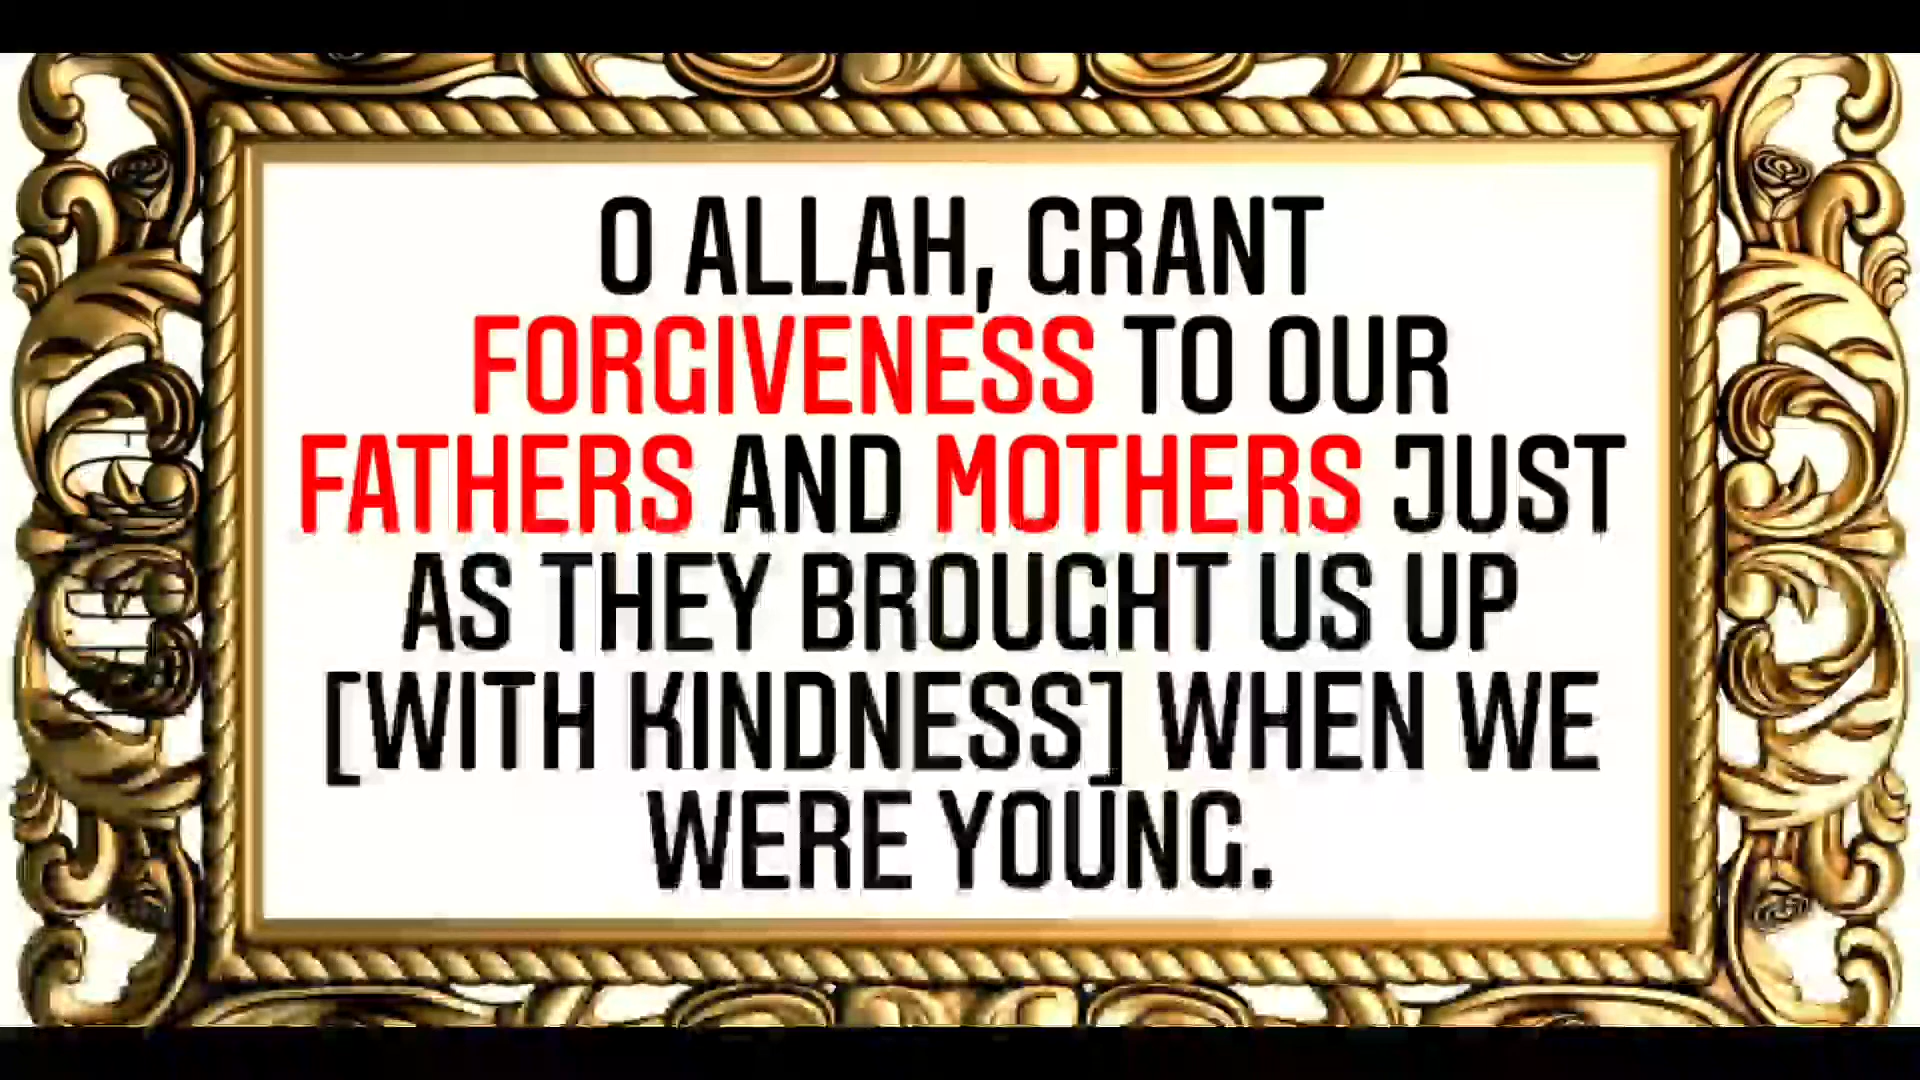 O ALLAH, GRANT
FORGIVENESS TO OUR
FATHERS AND MOTHERS JUST
AS THEY BROUGHT US UP
[WITH KINDNESS] WHEN WE
WERE YOUNG.